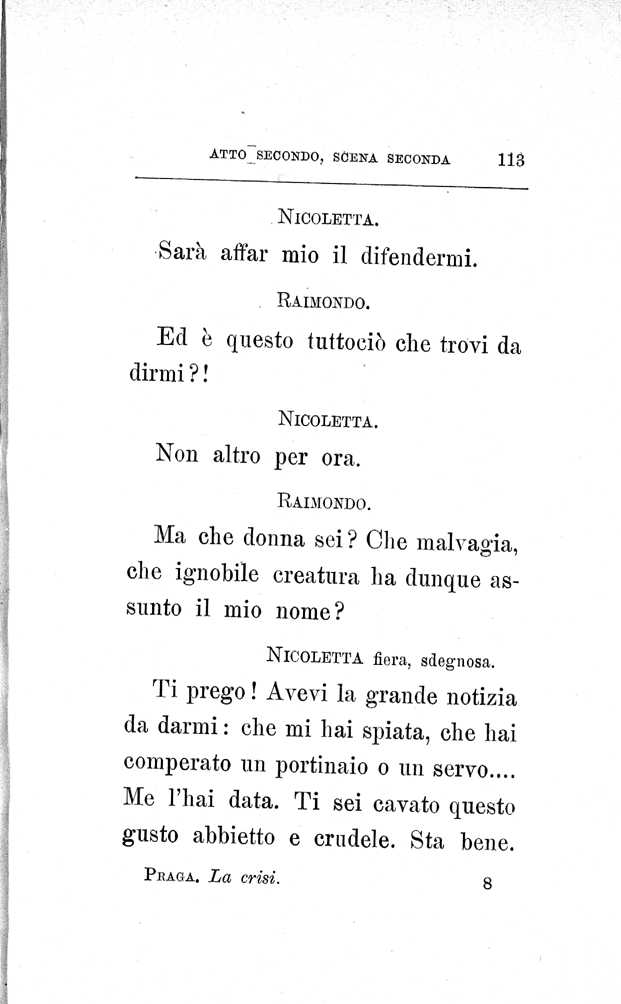 ATTO SECONDO, SCENA SECONDA 113
NICOLETTA.
Sarà affar mio il difendermi.
RAIMONDO.
Ed è questo tuttociò che trovi da
dirmi?!
NICOLETTA.
Non altro per ora.
RAIMONDO.
Ma che donna sei? Che malvagia,
che ignobile creatura ha dunque as-
sunto il mio nome?
NICOLETTA fiera, sdegnosa.
Ti prego! Avevi la grande notizia
da darmi: che mi hai spiata, che hai
comperato un portinaio o un servo....
Me l'hai data. Ti sei cavato questo
gusto abbietto e crudele. Sta bene.
PRAGA. La crisi. 8